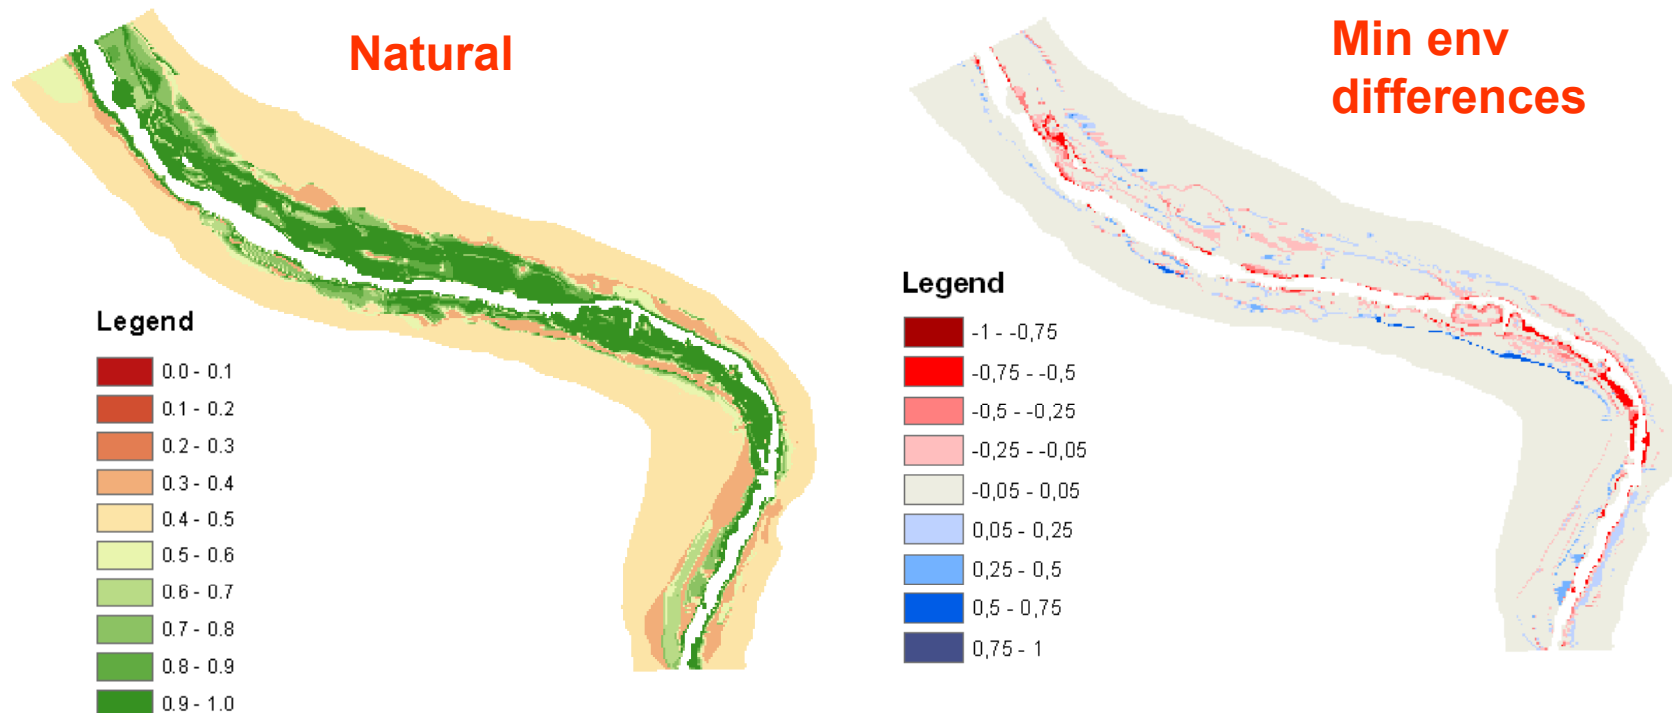 Natural
Legend
0.0 - 0.1
0.1 - 0.2
0.2 - 0.3
0.3 - 0.4
0.4 - 0.5
0.5 - 0.6
0.6 - 0.7
0.7 - 0.8
0.8 - 0.9
0.9 - 1.0
Min env
differences
Legend
-1 - -0,75
-0,75 - -0,5
-0,5 - -0,25
-0,25 - -0,05
-0,05 - 0,05
0,05 - 0,25
0,25 - 0,5
0,5 - 0,75
0,75 - 1